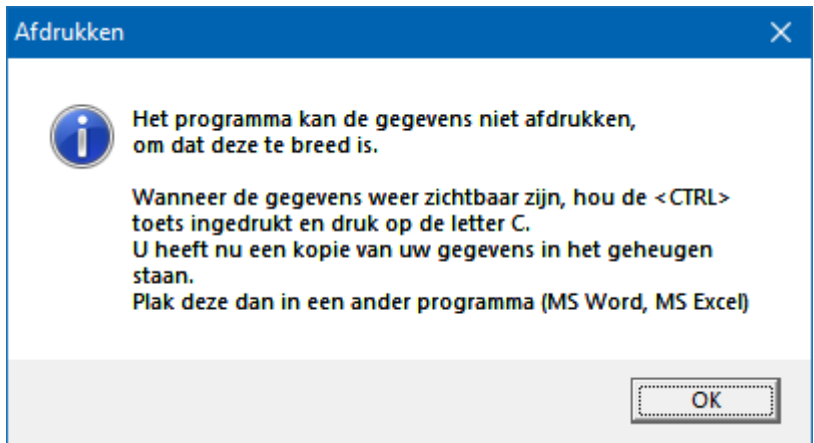 Afdrukken
Het programma kan de gegevens niet afdrukken,
om dat deze te breed is.
Wanneer de gegevens weer zichtbaar zijn, hou de <CTRL>
toets ingedrukt en druk op de letter C.
U heeft nu een kopie van uw gegevens in het geheugen
staan.
Plak deze dan in een ander programma (MS Word, MS Excel)
OK